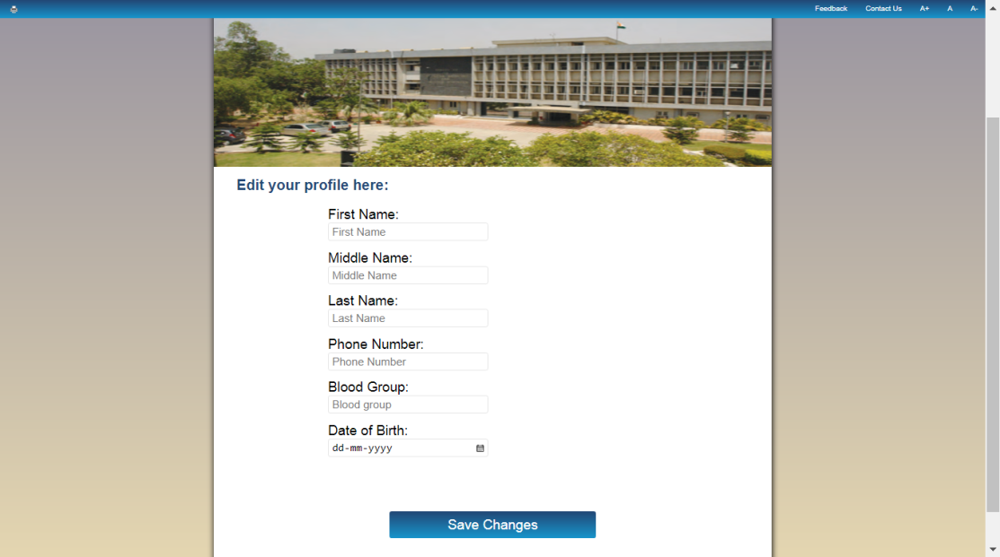 Feedback Contact Us A+ A A-
Edit your profile here:
First Name:
First Name
Middle Name:
Middle Name
Last Name:
Last Name
Phone Number:
Phone Number
Blood Group:
Blood group
Date of Birth:
dd-mm-yyyy
Save Changes